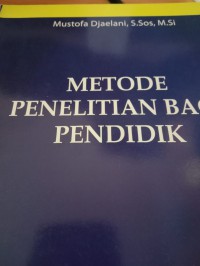 Mustofa Djaelani, S.Sos, M.Si
METODE
PENELITIAN BAG
PENDIDIK